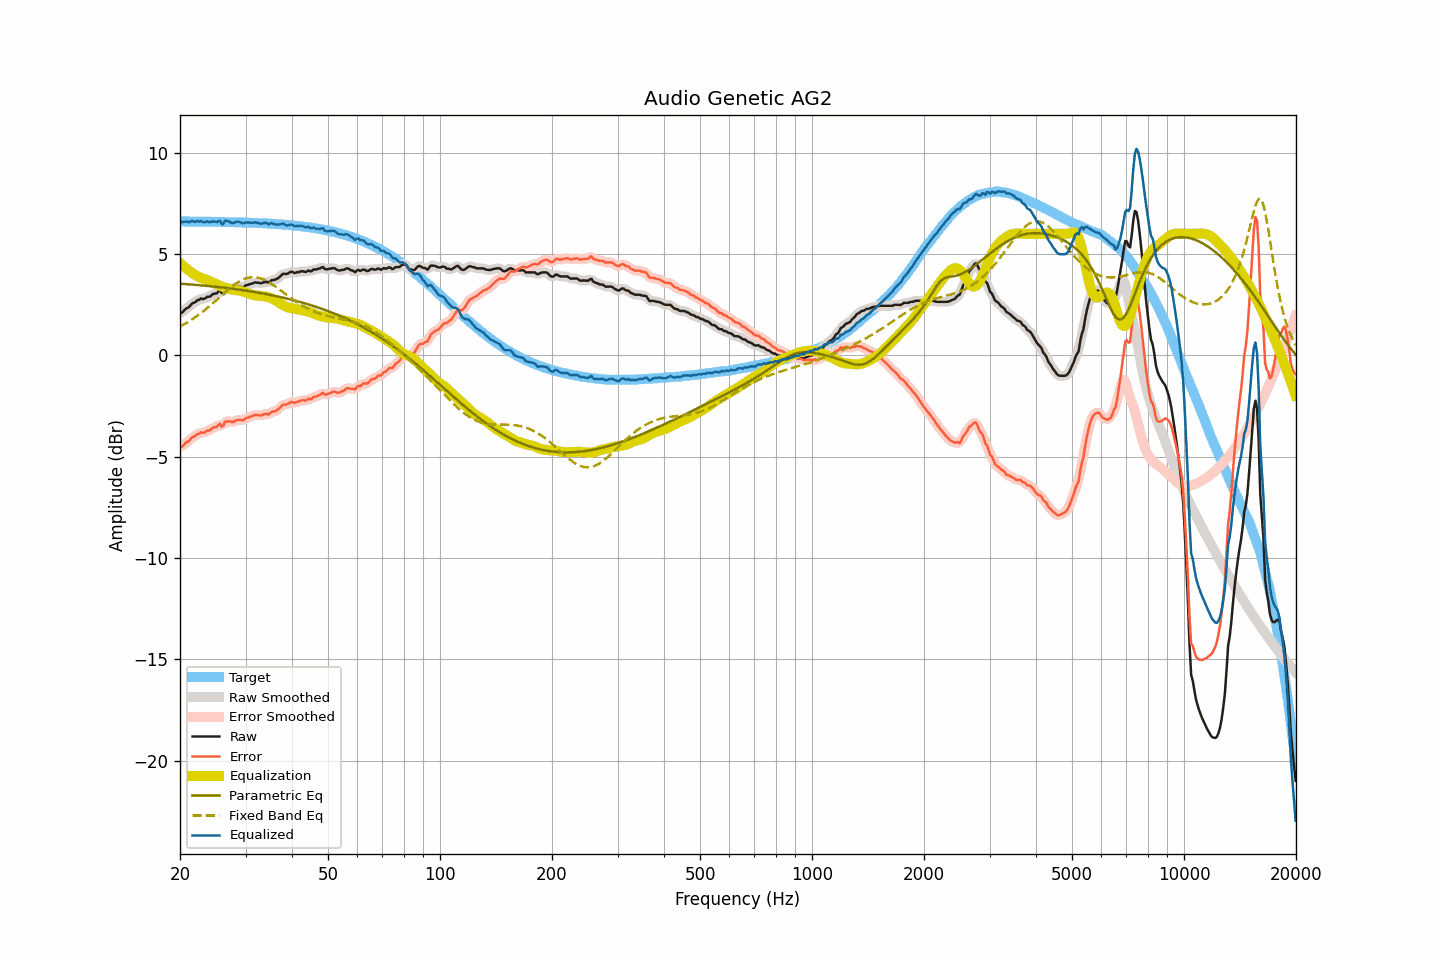 Audio Genetic AG2
10
5
0
−5
−10
−15
−20
Amplitude (dBr)
Target
Raw Smoothed
Error Smoothed
Raw
Error
Equalization
Parametric Eq
Fixed Band Eq
Equalized
20 50 100 200 500 1000 2000 5000 10000 20000
Frequency (Hz)